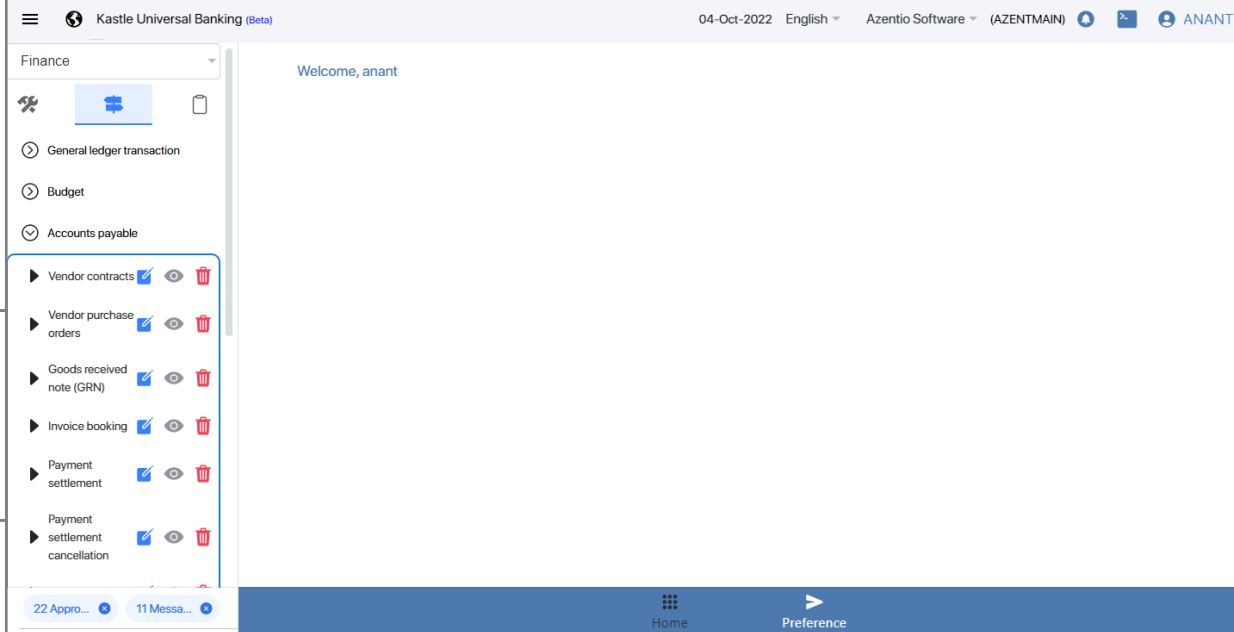 Kastle Universal Banking (Beta)
04-Oct-2022 English Azentio Software (AZENTMAIN) ANANT
Finance
Welcome, anant
General ledger transaction
Budget
Accounts payable
Vendor contracts
Vendor purchase
orders
Goods received
note (GRN)
Invoice booking
Payment
settlement
Payment
settlement
cancellation
22 Appro... 11 Messa...
Home Preference